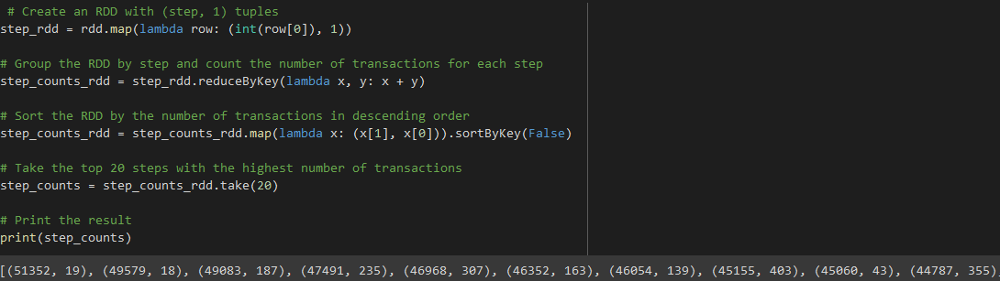 # Create an RDD with (step, 1) tuples
step_rdd = rdd.map(lambda row: (int(row[0]), 1))
# Group the RDD by step and count the number of transactions for each step
step_counts_rdd = step_rdd.reduceByKey(lambda x, y: x + y)
# Sort the RDD by the number of transactions in descending order
step_counts_rdd = step_counts_rdd.map(lambda x: (x[1], x[0])).sortByKey(False)
# Take the top 20 steps with the highest number of transactions
step_counts = step_counts_rdd.take(20)
# Print the result
print(step_counts)
[(51352, 19), (49579, 18), (49083, 187), (47491, 235), (46968, 307), (46352, 163), (46054, 139), (45155, 403), (45060, 43), (44787, 355)